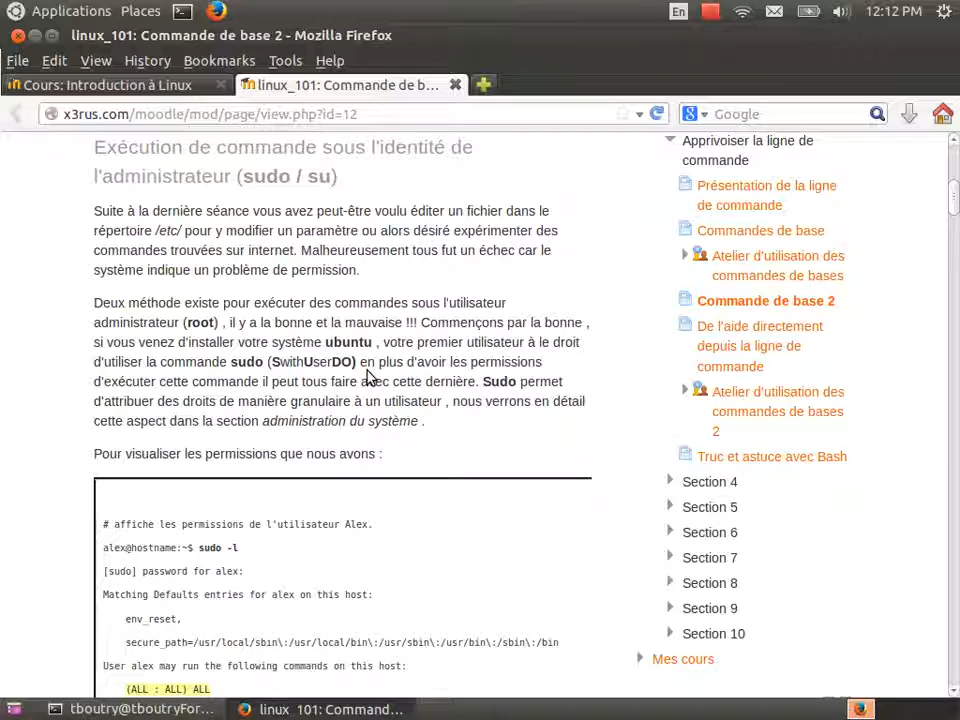 Applications Places En 12:12 PM
linux_101: Commande de base 2 - Mozilla Firefox
File Edit View History Bookmarks Tools Help
Cours: Introduction à Linux linux_101: Commande de b...
x3rus.com/moodle/mod/page/view.php?id=12 Google
Exécution de commande sous l'identité de
l'administrateur (sudo / su)
Suite à la dernière séance vous avez peut-être voulu éditer un fichier dans le
répertoire /etc/ pour y modifier un paramètre ou alors désiré expérimenter des
commandes trouvées sur internet. Malheureusement tous fut un échec car le
système indique un problème de permission.
Deux méthode existe pour exécuter des commandes sous l'utilisateur
administrateur (root) , il y a la bonne et la mauvaise !!! Commençons par la bonne ,
si vous venez d'installer votre système ubuntu , votre premier utilisateur à le droit
d'utiliser la commande sudo (SwithUserDO) en plus d'avoir les permissions
d'exécuter cette commande il peut tous faire avec cette dernière. Sudo permet
d'attribuer des droits de manière granulaire à un utilisateur , nous verrons en détail
cette aspect dans la section administration du système .
Pour visualiser les permissions que nous avons :
# affiche les permissions de l'utilisateur Alex.
alex@hostname:~$ sudo -l
[sudo] password for alex:
Matching Defaults entries for alex on this host:
env_reset,
secure_path=/usr/local/sbin\:/usr/local/bin\:/usr/sbin\:/usr/bin\:/sbin\:/bin
User alex may run the following commands on this host:
(ALL : ALL) ALL
Apprivoiser la ligne de
commande
Présentation de la ligne
de commande
Commandes de base
Atelier d'utilisation des
commandes de bases
Commande de base 2
De l'aide directement
depuis la ligne de
commande
Atelier d'utilisation des
commandes de bases
2
Truc et astuce avec Bash
Section 4
Section 5
Section 6
Section 7
Section 8
Section 9
Section 10
Mes cours
tboutry@tboutryFor... linux_101: Command...